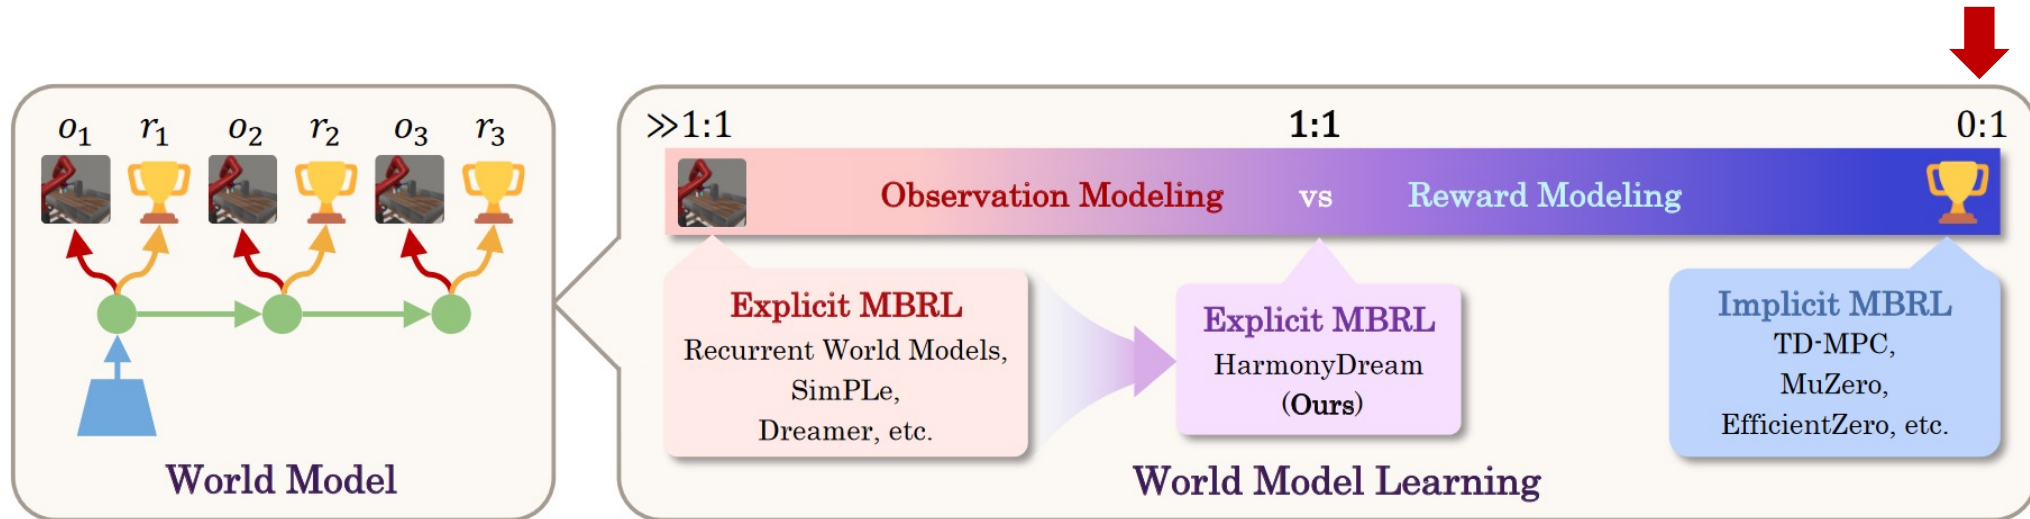 o₁ r₁ o₂ r₂ o₃ r₃
World Model
≫1:1 1:1 0:1
Observation Modeling vs Reward Modeling
Explicit MBRL
Recurrent World Models,
SimPLe,
Dreamer, etc.
Explicit MBRL
HarmonyDream
(Ours)
Implicit MBRL
TD-MPC,
MuZero,
EfficientZero, etc.
World Model Learning